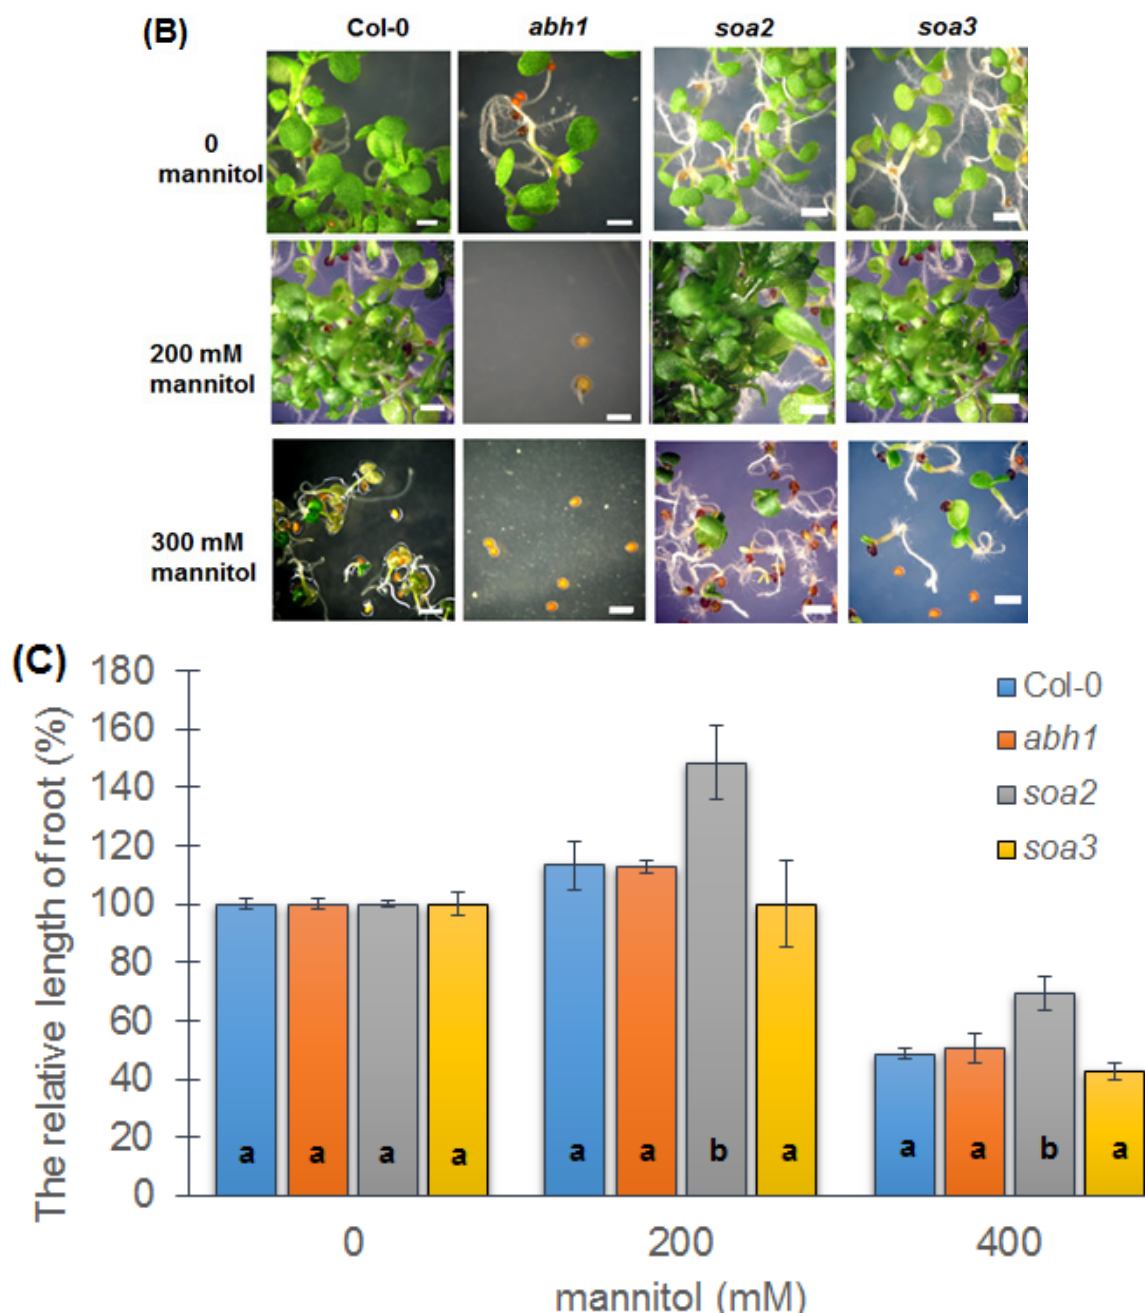 (B)
Col-0 abh1 soa2 soa3
0
mannitol
200 mM
mannitol
300 mM
mannitol
(C)
The relative length of root (%)
180
160
140
120
100
80
60
40
20
0
Col-0
abh1
soa2
soa3
a a a a a a b a a a b a
0 200 400
mannitol (mM)